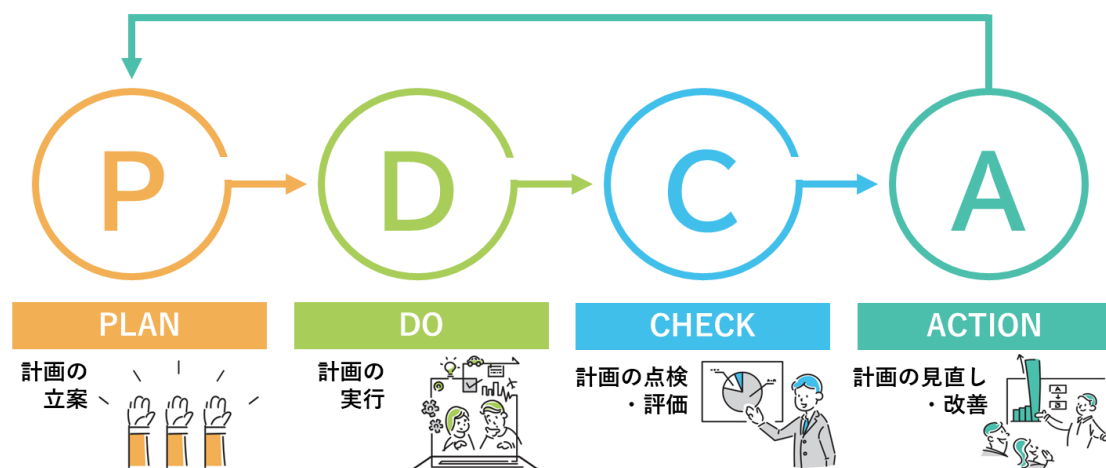 P
D
C
A
PLAN
DO
CHECK
ACTION
計画の
立案
計画の
実行
計画の点検
・評価
計画の見直し
・改善
A